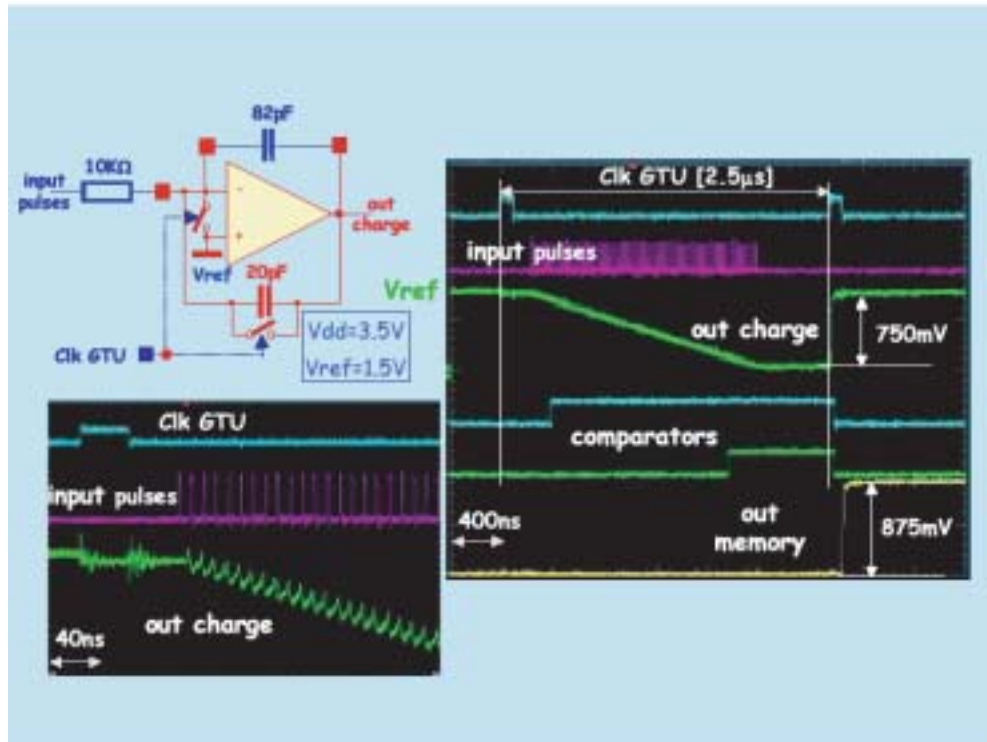 82pF
10KΩ
input
pulses
-
+
out
charge
Vref
20pF
Vdd=3.5V
Vref=1.5V
Clk GTU
Clk GTU [2.5μs]
input pulses
Vref
out charge
750mV
comparators
400ns
out
memory
875mV
Clk GTU
input pulses
out charge
40ns